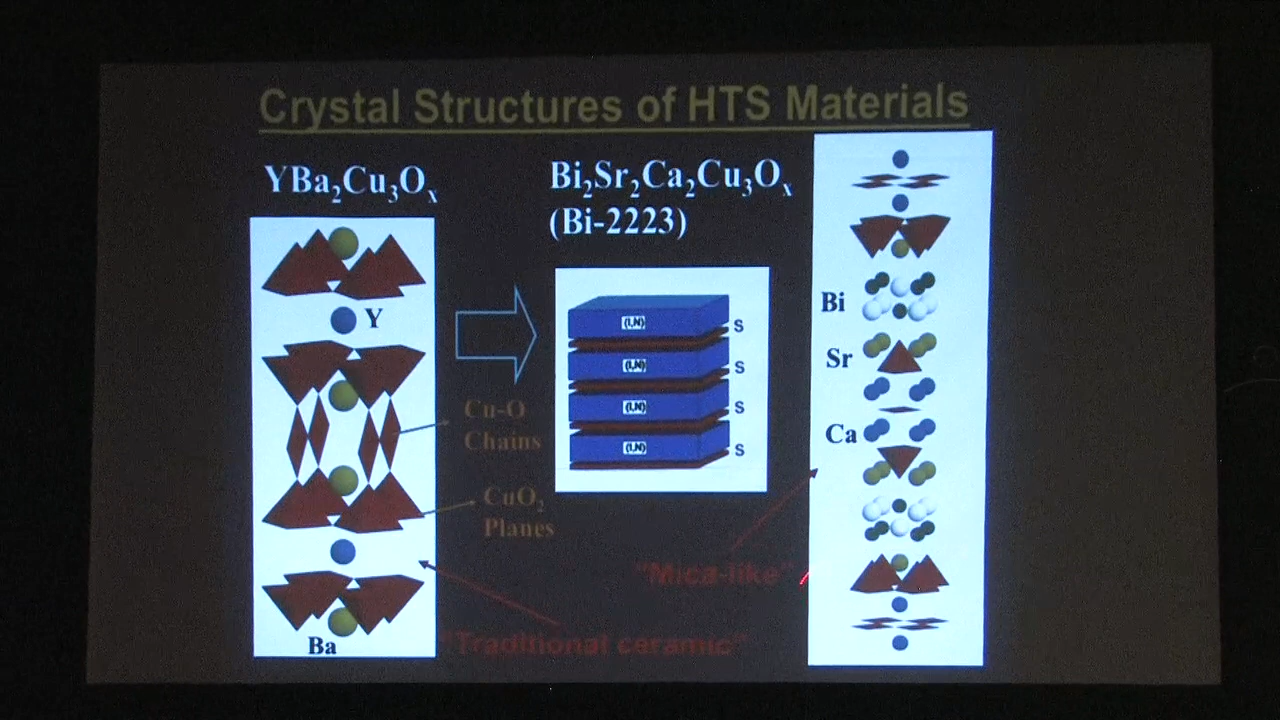 Crystal Structures of HTS Materials
YBa₂Cu₃Oₓ
Y
Ba
Cu-O
Chains
CuO₂
Planes
"Traditional ceramic"
Bi₂Sr₂Ca₂Cu₃Oₓ
(Bi-2223)
(I,N)
S
(I,N)
S
(I,N)
S
(I,N)
S
"Mica-like"
Bi
Sr
Ca